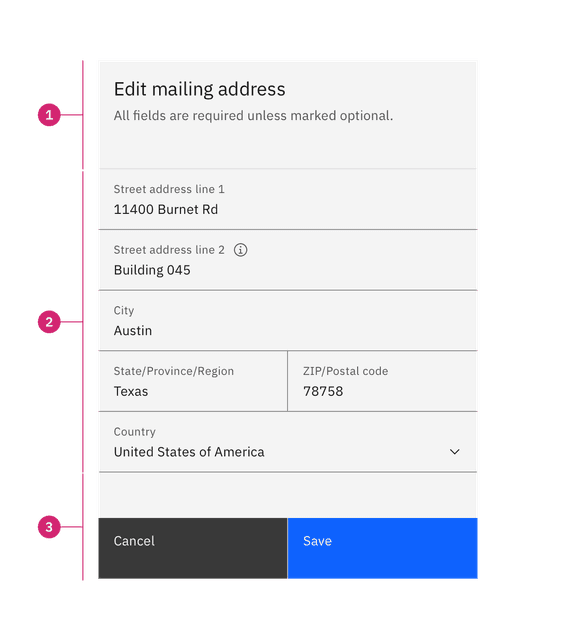 1
Edit mailing address
All fields are required unless marked optional.
2
Street address line 1
11400 Burnet Rd
Street address line 2
Building 045
City
Austin
State/Province/Region
Texas
ZIP/Postal code
78758
Country
United States of America
3
Cancel
Save